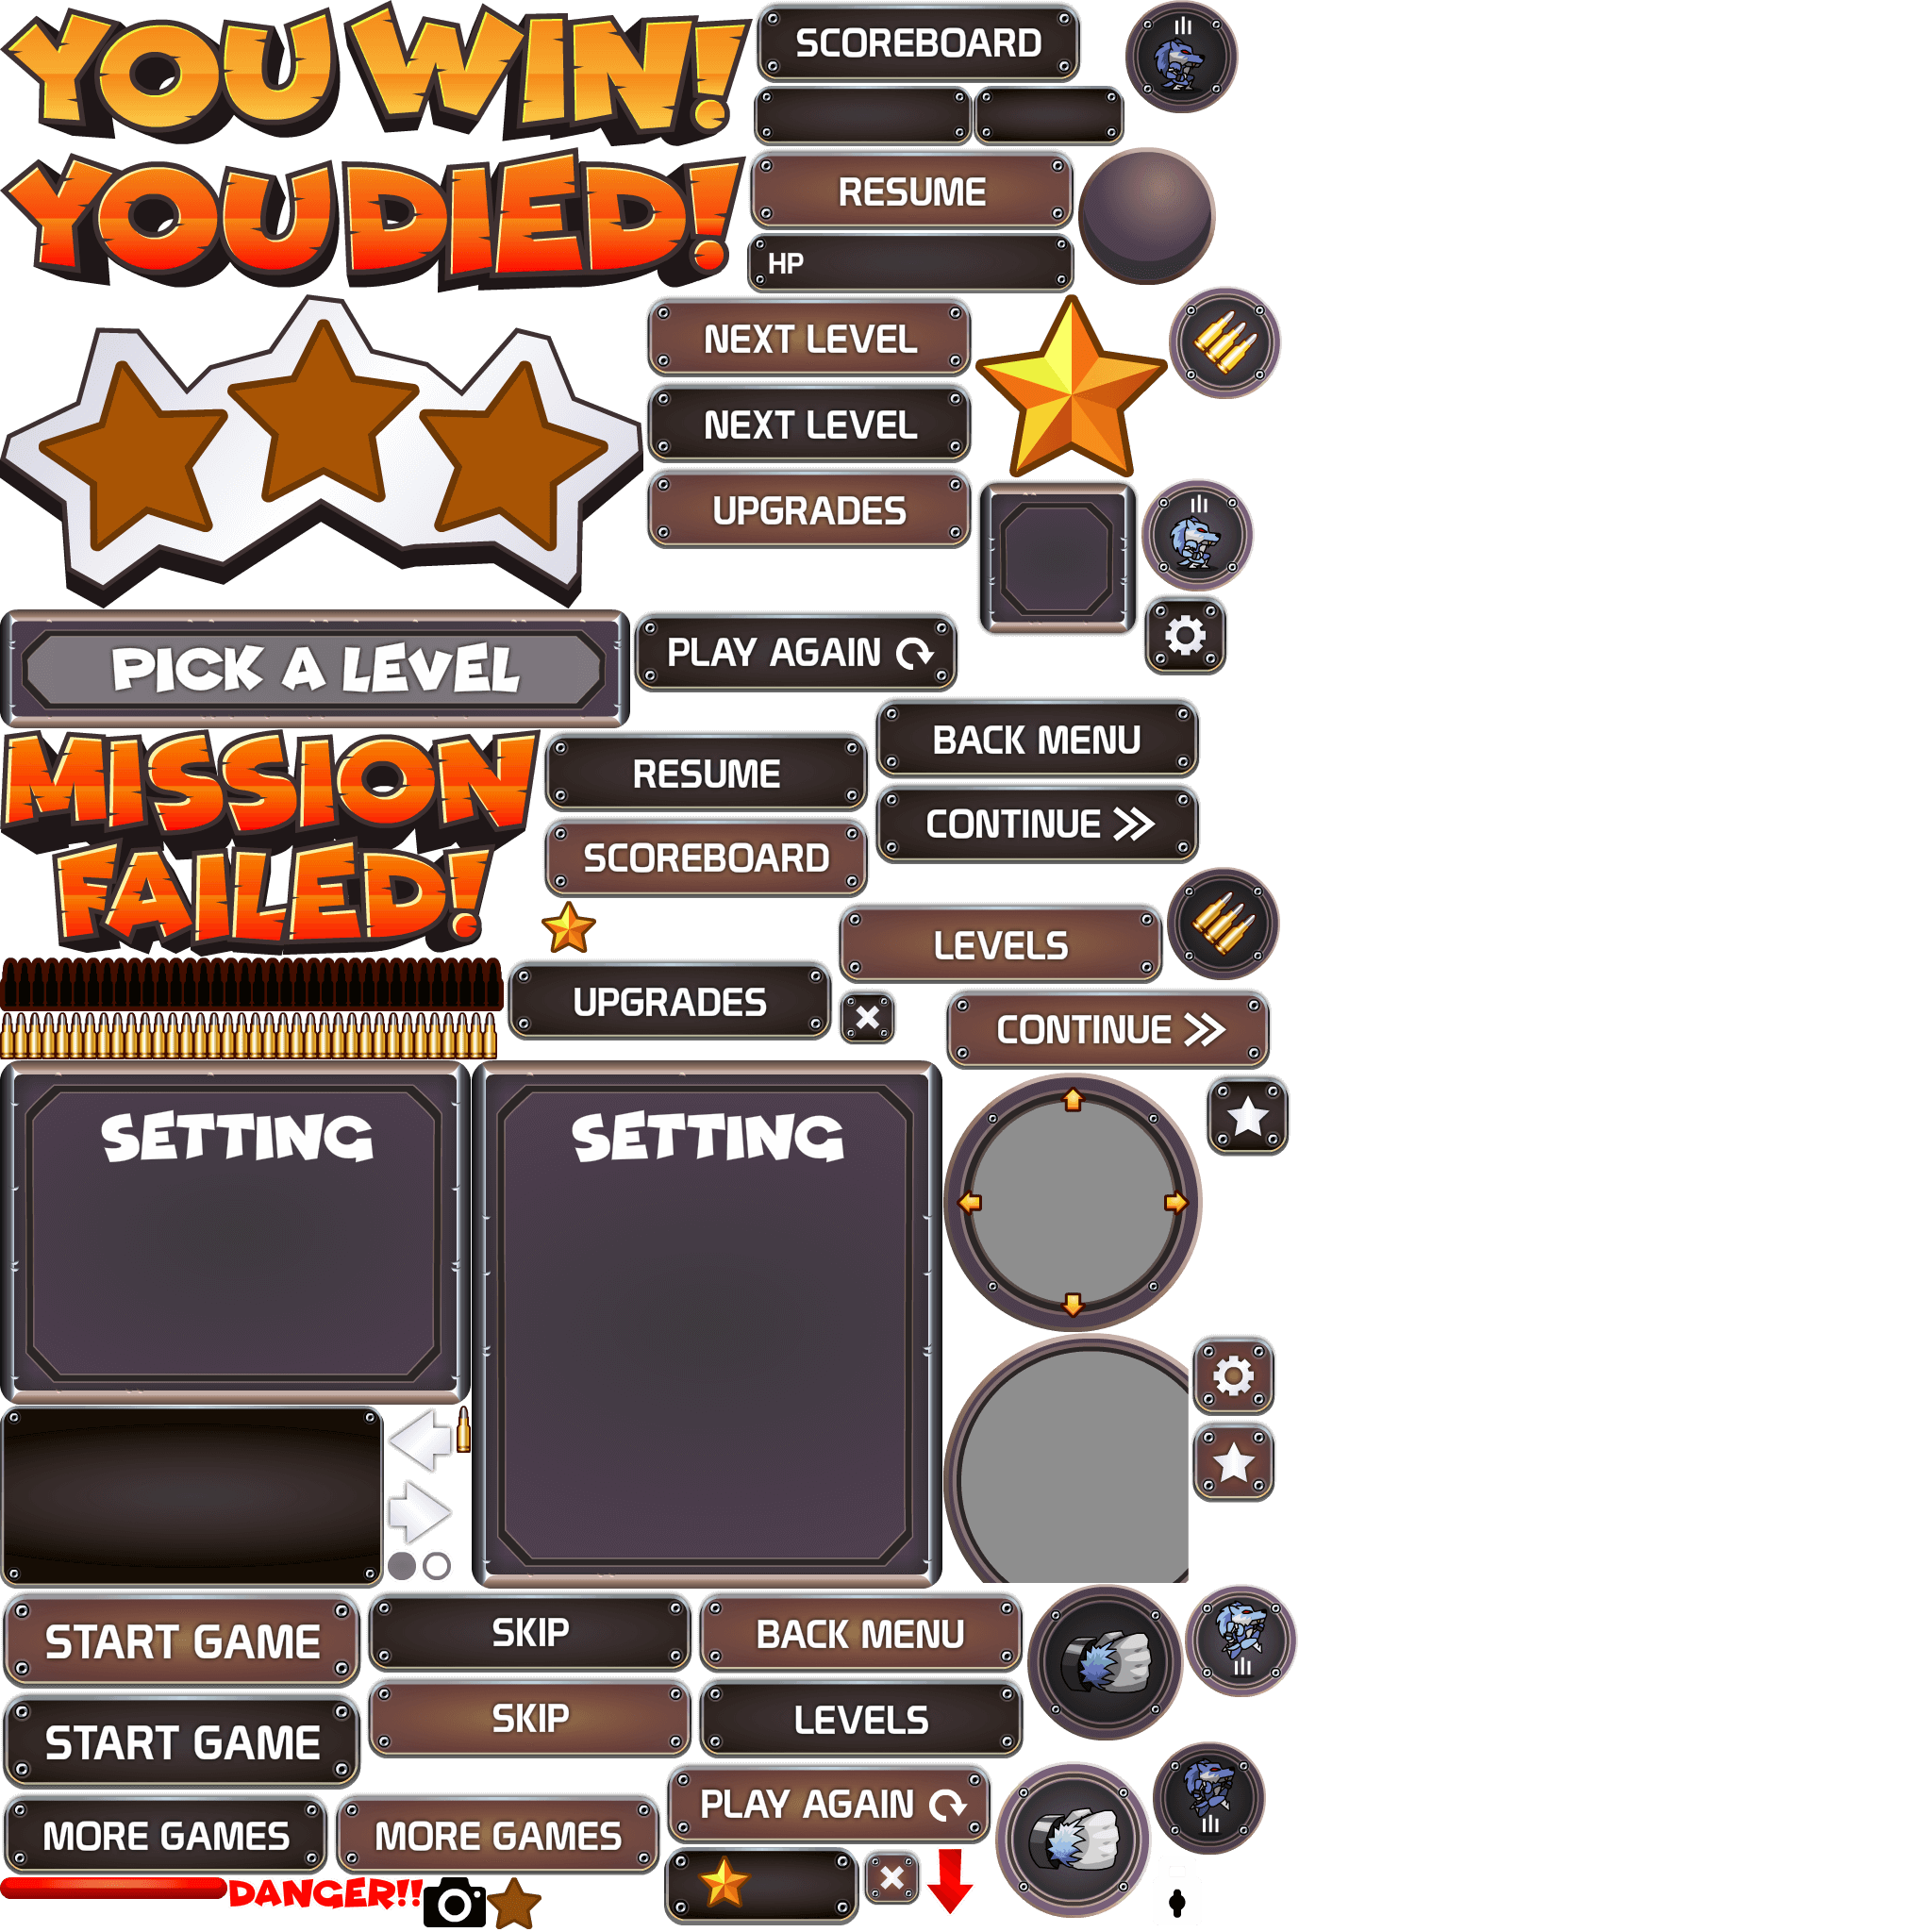 YOU WIN!
SCOREBOARD
YOU DIED!
RESUME
HP
NEXT LEVEL
NEXT LEVEL
UPGRADES
PICK A LEVEL
PLAY AGAIN
BACK MENU
MISSION
FAILED!
RESUME
CONTINUE
SCOREBOARD
LEVELS
UPGRADES
CONTINUE
SETTING
SETTING
START GAME
SKIP
BACK MENU
START GAME
SKIP
LEVELS
PLAY AGAIN
MORE GAMES
MORE GAMES
DANGER!!